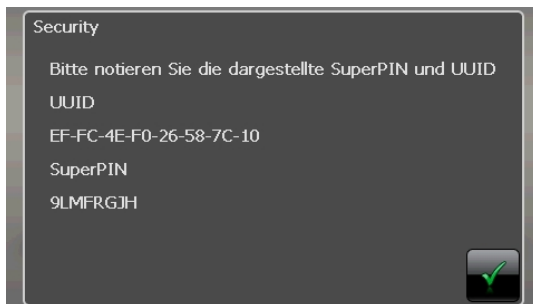 Security
Bitte notieren Sie die dargestellte SuperPIN und UUID
UUID
EF-FC-4E-F0-26-58-7C-10
SuperPIN
9LMFRGJH